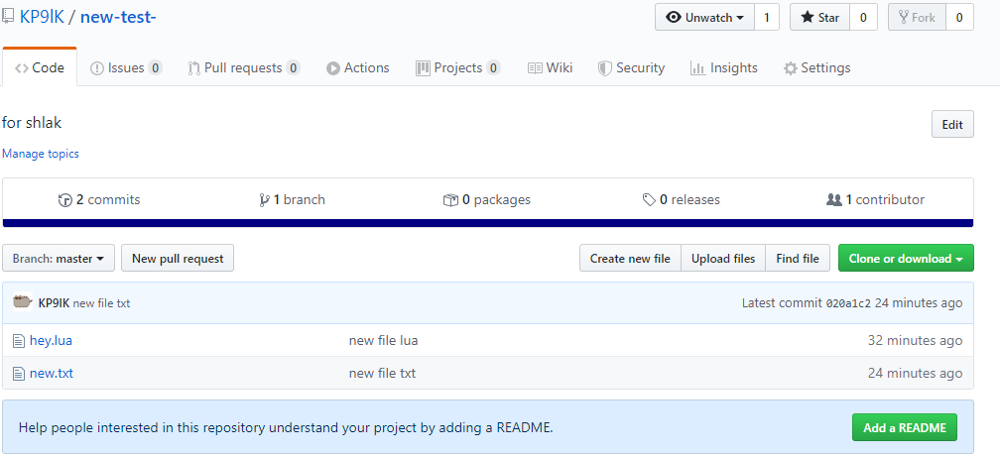 KP9IK / new-test-
Unwatch 1 Star 0 Fork 0
Code Issues 0 Pull requests 0 Actions Projects 0 Wiki Security Insights Settings
for shlak
Edit
Manage topics
2 commits 1 branch 0 packages 0 releases 1 contributor
Branch: master New pull request Create new file Upload files Find file Clone or download
KP9IK new file txt Latest commit 020a1c2 24 minutes ago
hey.lua new file lua 32 minutes ago
new.txt new file txt 24 minutes ago
Help people interested in this repository understand your project by adding a README. Add a README